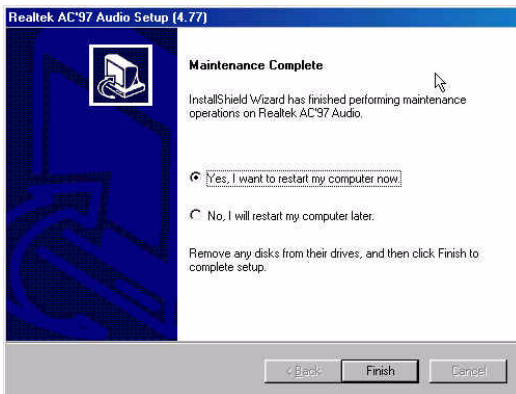 Realtek AC'97 Audio Setup (4.77)
Maintenance Complete
InstallShield Wizard has finished performing maintenance
operations on Realtek AC'97 Audio.
Yes, I want to restart my computer now.
No, I will restart my computer later.
Remove any disks from their drives, and then click Finish to
complete setup.
< Back
Finish
Cancel